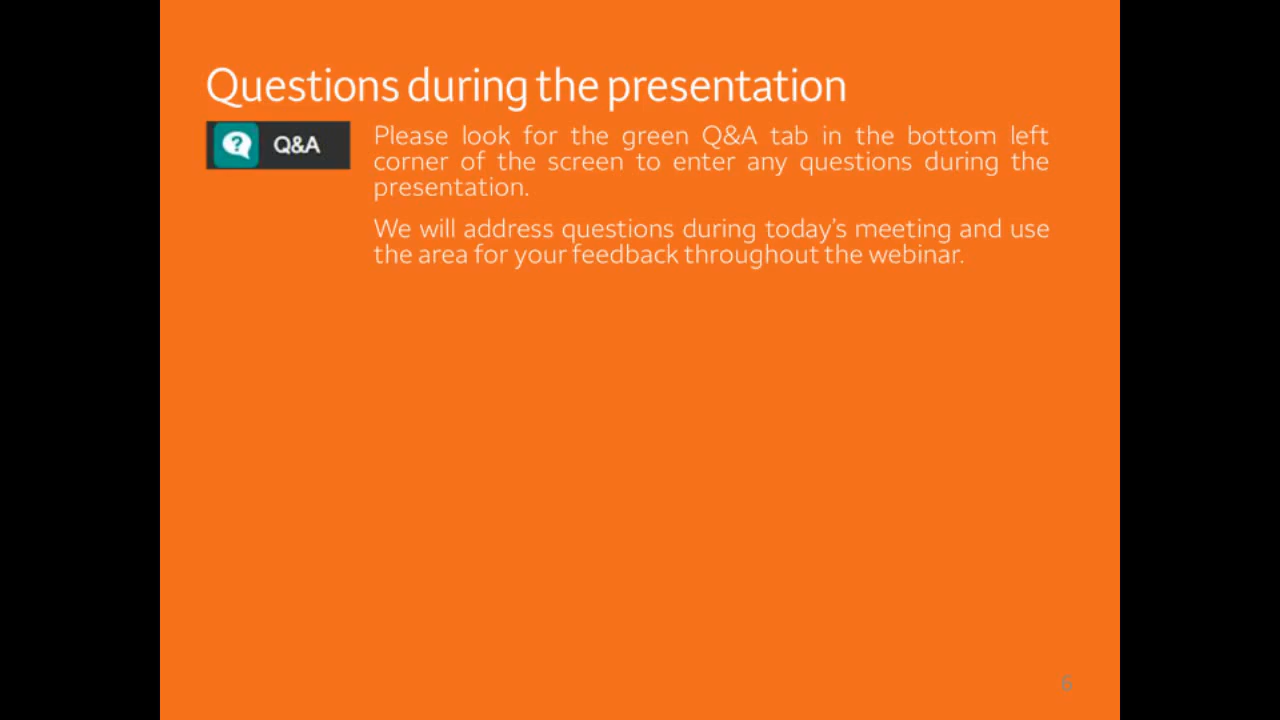 Questions during the presentation
Q&A
Please look for the green Q&A tab in the bottom left
corner of the screen to enter any questions during the
presentation.
We will address questions during today's meeting and use
the area for your feedback throughout the webinar.
6